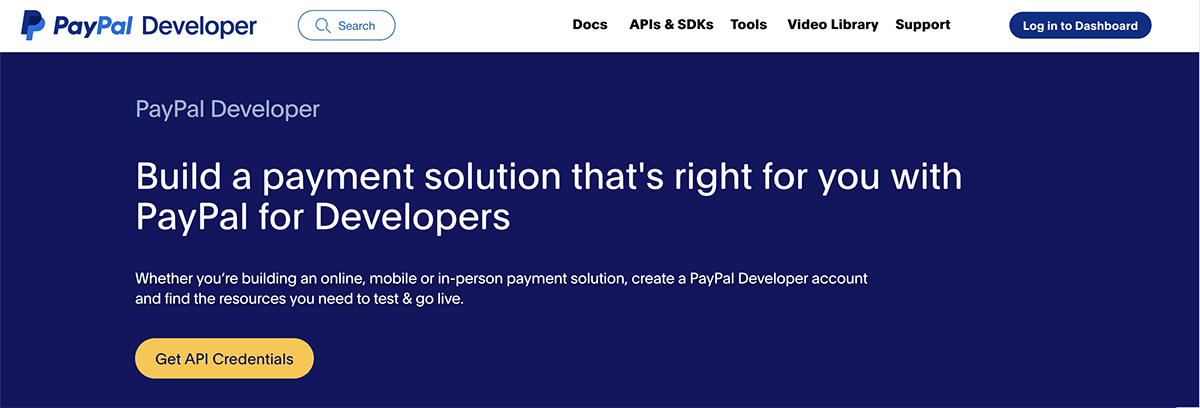 PayPal Developer
Search
Docs
APIs & SDKs
Tools
Video Library
Support
Log in to Dashboard
PayPal Developer
Build a payment solution that's right for you with
PayPal for Developers
Whether you’re building an online, mobile or in-person payment solution, create a PayPal Developer account
and find the resources you need to test & go live.
Get API Credentials